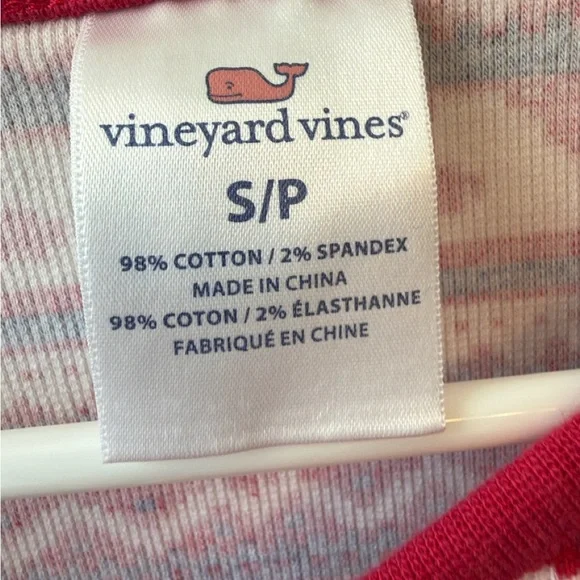 vineyard vines®
S/P
98% COTTON / 2% SPANDEX
MADE IN CHINA
98% COTON / 2% ÉLASTHANNE
FABRIQUÉ EN CHINE